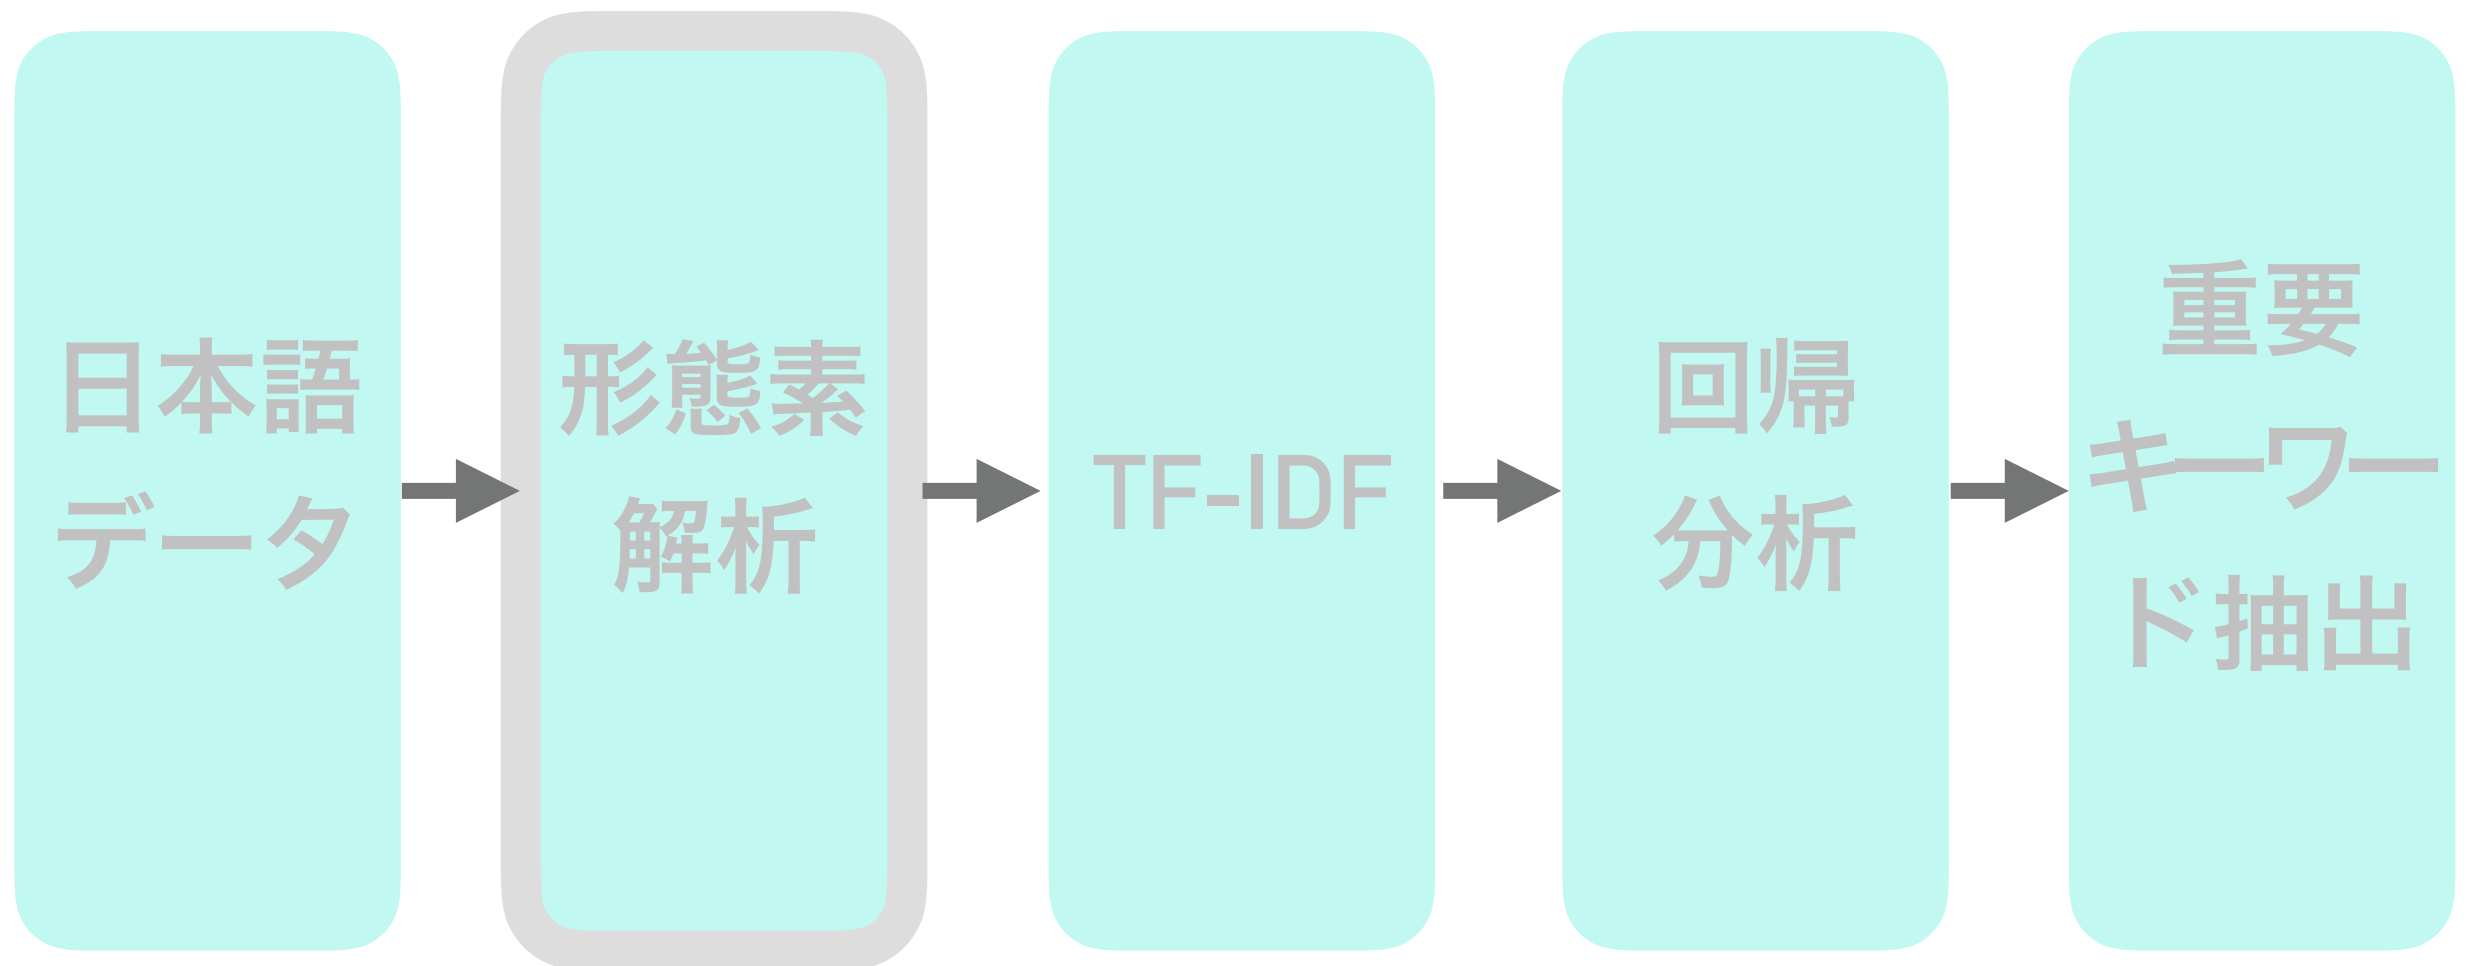 日本語
データ
形態素
解析
TF-IDF
回帰
分析
重要
キーワー
ド抽出